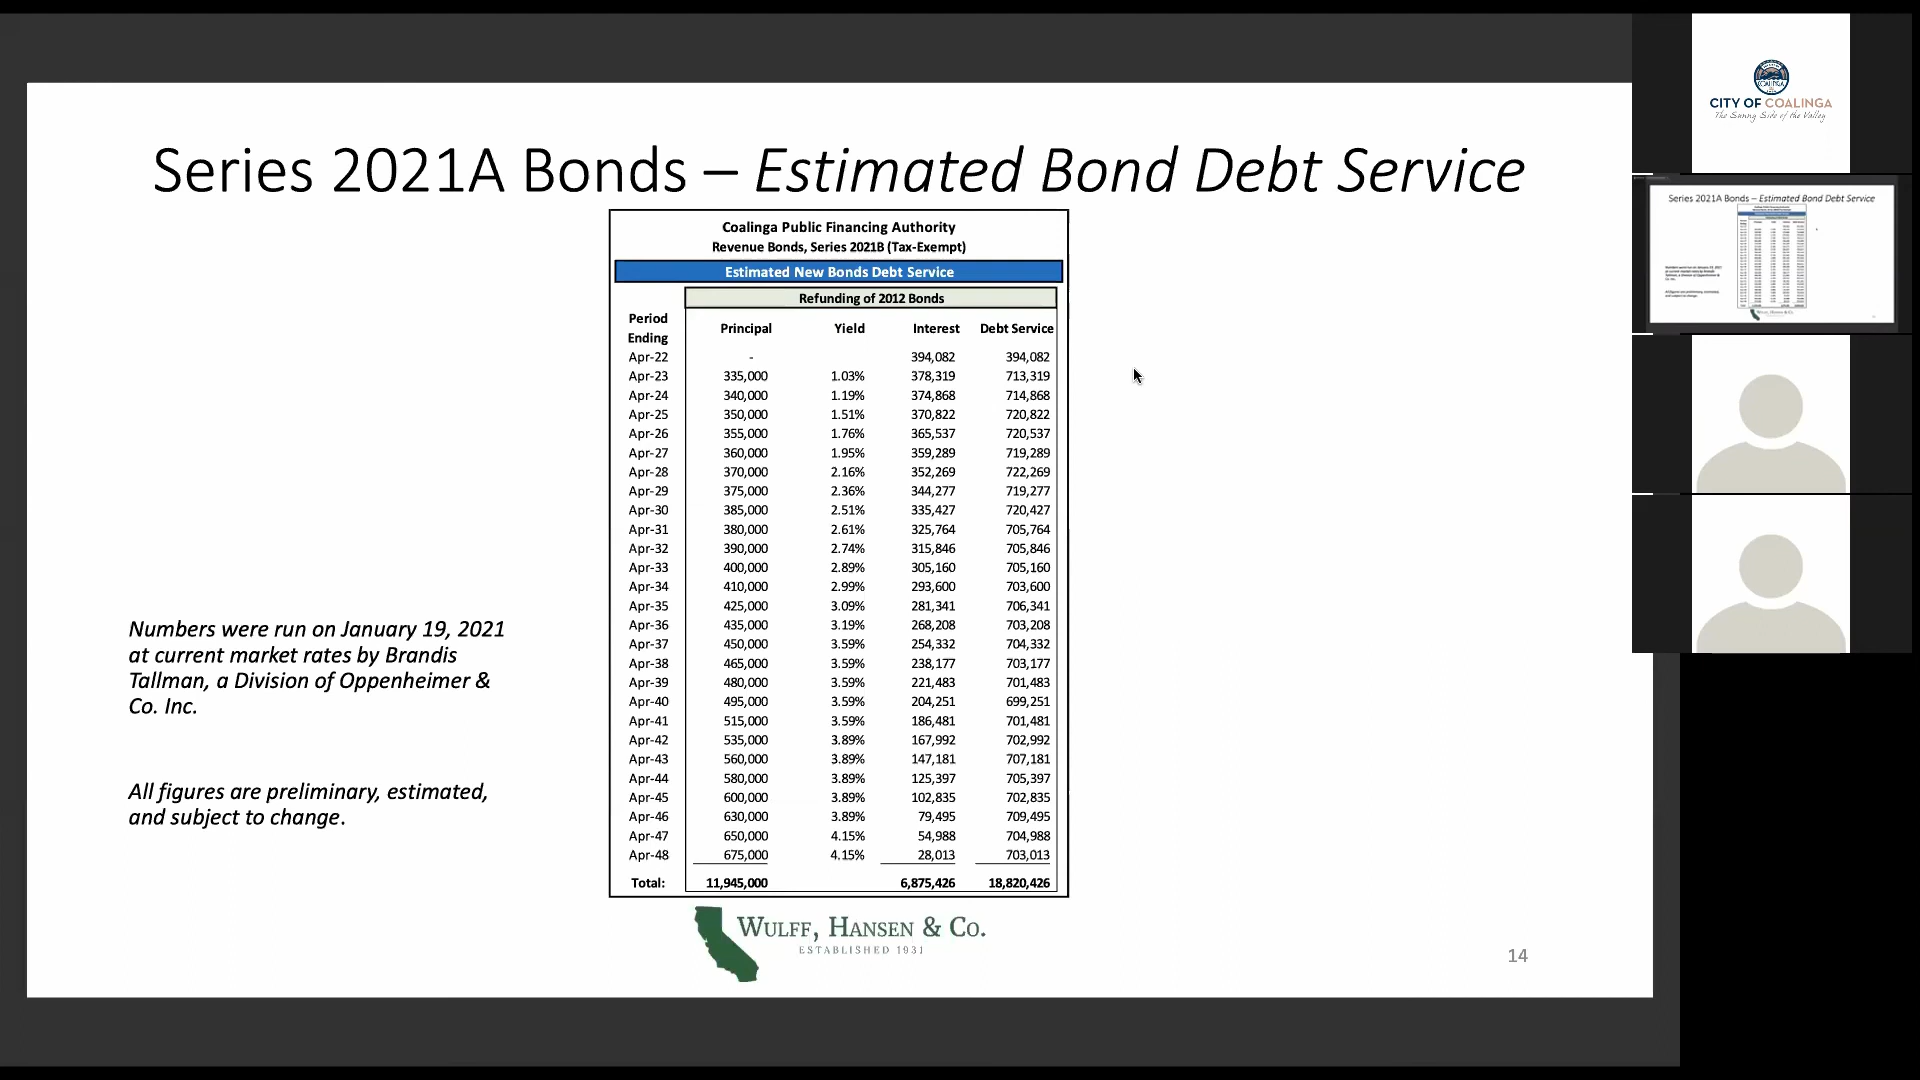 Series 2021A Bonds – Estimated Bond Debt Service
Coalinga Public Financing Authority
Revenue Bonds, Series 2021B (Tax-Exempt)
Estimated New Bonds Debt Service
Refunding of 2012 Bonds
Period Ending Principal Yield Interest Debt Service
Apr-22 - 394,082 394,082
Apr-23 335,000 1.03% 378,319 713,319
Apr-24 340,000 1.19% 374,868 714,868
Apr-25 350,000 1.51% 370,822 720,822
Apr-26 355,000 1.76% 365,537 720,537
Apr-27 360,000 1.95% 359,289 719,289
Apr-28 370,000 2.16% 352,269 722,269
Apr-29 375,000 2.36% 344,277 719,277
Apr-30 385,000 2.51% 335,427 720,427
Apr-31 380,000 2.61% 325,764 705,764
Apr-32 390,000 2.74% 315,846 705,846
Apr-33 400,000 2.89% 305,160 705,160
Apr-34 410,000 2.99% 293,600 703,600
Apr-35 425,000 3.09% 281,341 706,341
Apr-36 435,000 3.19% 268,208 703,208
Apr-37 450,000 3.59% 254,332 704,332
Apr-38 465,000 3.59% 238,177 703,177
Apr-39 480,000 3.59% 221,483 701,483
Apr-40 495,000 3.59% 204,251 699,251
Apr-41 515,000 3.59% 186,481 701,481
Apr-42 535,000 3.89% 167,992 702,992
Apr-43 560,000 3.89% 147,181 707,181
Apr-44 580,000 3.89% 125,397 705,397
Apr-45 600,000 3.89% 102,835 702,835
Apr-46 630,000 3.89% 79,495 709,495
Apr-47 650,000 4.15% 54,988 704,988
Apr-48 675,000 4.15% 28,013 703,013
Total: 11,945,000 6,875,426 18,820,426
Numbers were run on January 19, 2021
at current market rates by Brandis
Tallman, a Division of Oppenheimer &
Co. Inc.
All figures are preliminary, estimated,
and subject to change.
WULFF, HANSEN & CO.
ESTABLISHED 1931
14
COALINGA
CITY OF COALINGA
The Sunny Side of the Valley
Series 2021A Bonds – Estimated Bond Debt Service